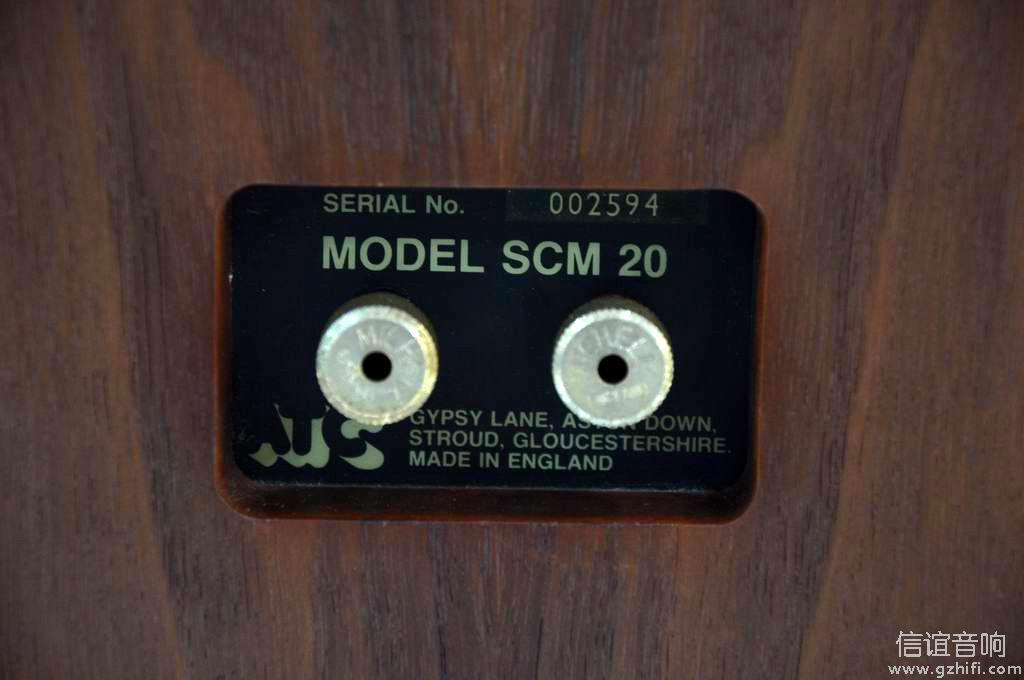 SERIAL No. 002594
MODEL SCM 20
GYPSY LANE, DOWN,
STROUD, GLOUCESTERSHIRE.
MADE IN ENGLAND
信谊音响
www.gzhifi.com